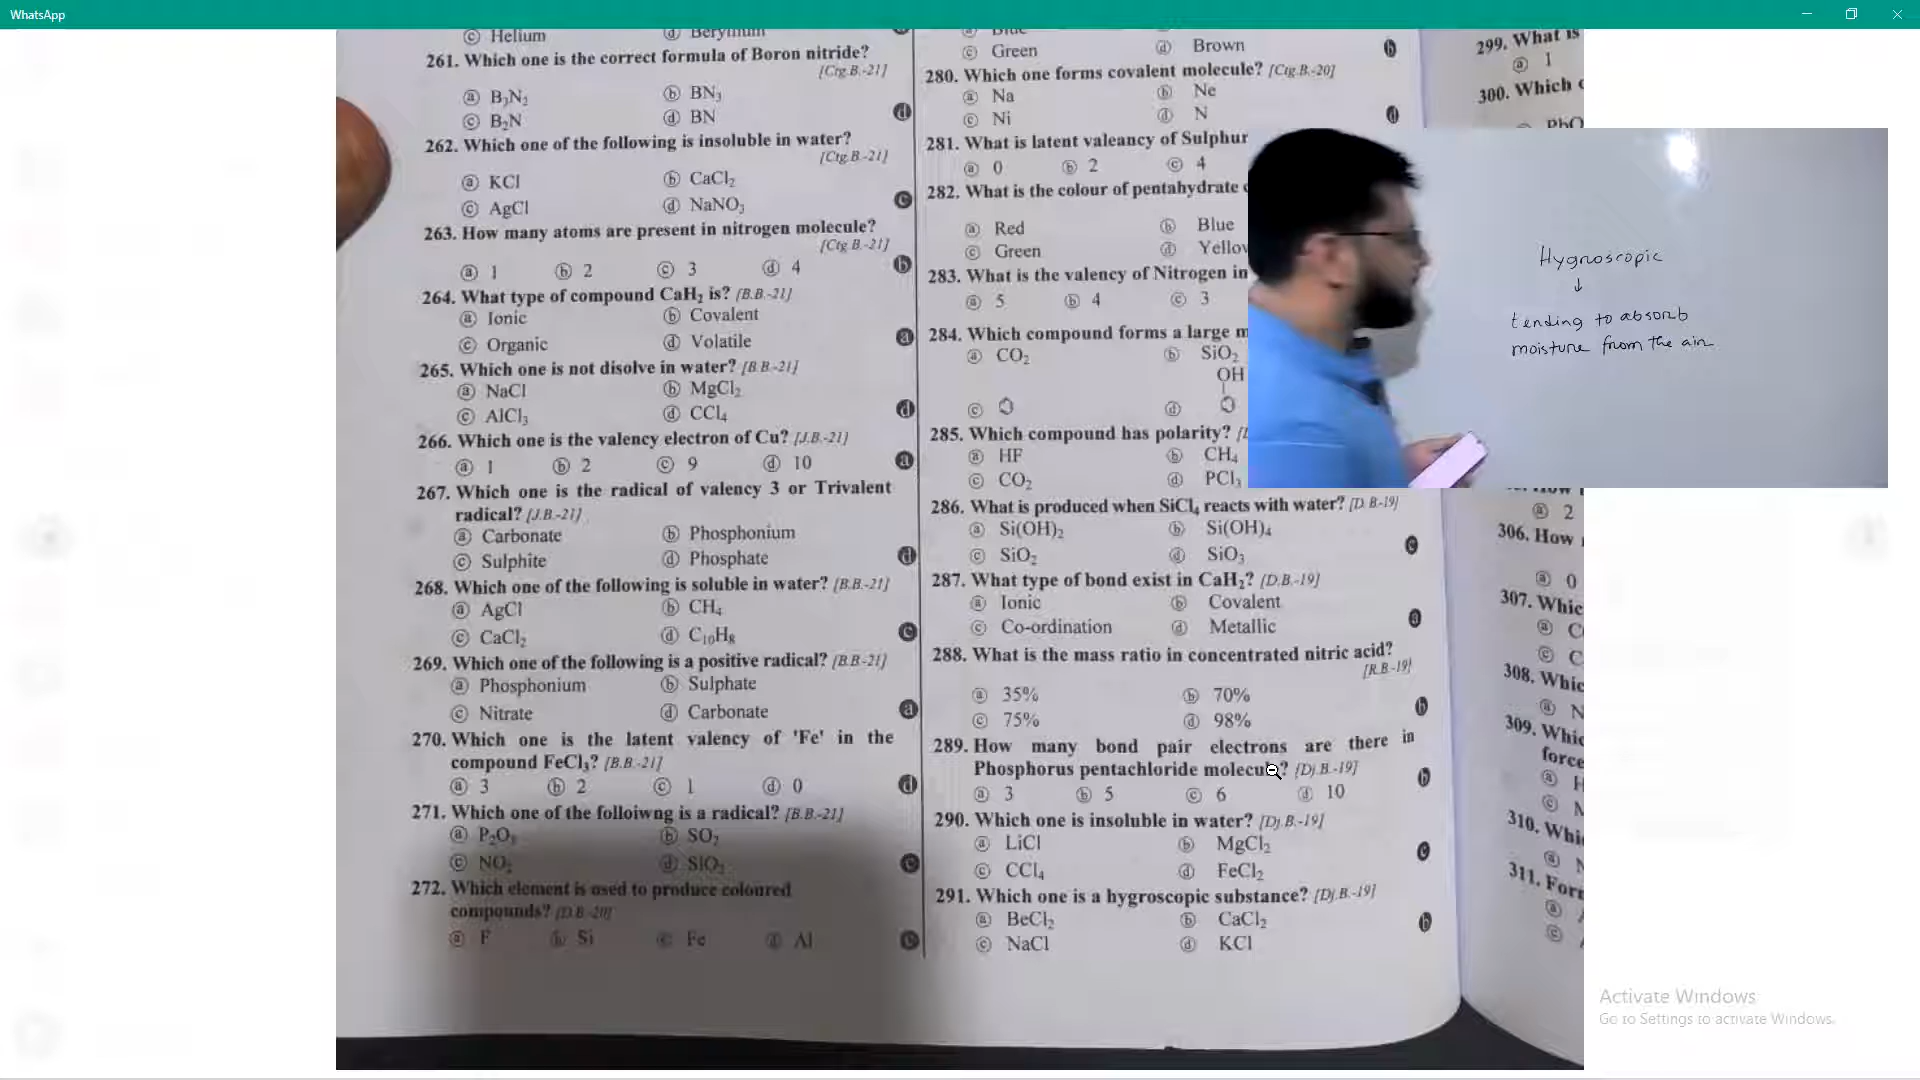 WhatsApp
ⓒ Helium ⓓ Beryllium
261. Which one is the correct formula of Boron nitride?
[Ctg.B.-21]
ⓐ B₃N₂ ⓑ BN₃
ⓒ B₂N ⓓ BN ⓓ
262. Which one of the following is insoluble in water?
[Ctg.B.-21]
ⓐ KCl ⓑ CaCl₂
ⓒ AgCl ⓓ NaNO₃ ⓒ
263. How many atoms are present in nitrogen molecule?
[Ctg.B.-21]
ⓐ 1 ⓑ 2 ⓒ 3 ⓓ 4 ⓑ
264. What type of compound CaH₂ is? [B.B.-21]
ⓐ Ionic ⓑ Covalent
ⓒ Organic ⓓ Volatile ⓐ
265. Which one is not disolve in water? [B.B.-21]
ⓐ NaCl ⓑ MgCl₂
ⓒ AlCl₃ ⓓ CCl₄ ⓓ
266. Which one is the valency electron of Cu? [J.B.-21]
ⓐ 1 ⓑ 2 ⓒ 9 ⓓ 10 ⓐ
267. Which one is the radical of valency 3 or Trivalent
radical? [J.B.-21]
ⓐ Carbonate ⓑ Phosphonium
ⓒ Sulphite ⓓ Phosphate ⓓ
268. Which one of the following is soluble in water? [B.B.-21]
ⓐ AgCl ⓑ CH₄
ⓒ CaCl₂ ⓓ C₁₀H₈ ⓒ
269. Which one of the following is a positive radical? [B.B-21]
ⓐ Phosphonium ⓑ Sulphate
ⓒ Nitrate ⓓ Carbonate ⓐ
270. Which one is the latent valency of 'Fe' in the
compound FeCl₃? [B.B.-21]
ⓐ 3 ⓑ 2 ⓒ 1 ⓓ 0 ⓓ
271. Which one of the folloiwng is a radical? [B.B.-21]
ⓐ P₂O₅ ⓑ SO₂
ⓒ NO₂ ⓓ SIO₂ ⓒ
272. Which element is used to produce coloured
compounds? [D.B.-20]
ⓐ F ⓑ Si ⓒ Fe ⓓ Al ⓒ
ⓐ Blue
ⓒ Green ⓓ Brown ⓑ
280. Which one forms covalent molecule? [Ctg.B.-20]
ⓐ Na ⓑ Ne
ⓒ Ni ⓓ N ⓓ
281. What is latent valeancy of Sulphur
ⓐ 0 ⓑ 2 ⓒ 4
282. What is the colour of pentahydrate
ⓐ Red ⓑ Blue
ⓒ Green ⓓ Yellow
283. What is the valency of Nitrogen in
ⓐ 5 ⓑ 4 ⓒ 3
284. Which compound forms a large m
ⓐ CO₂ ⓑ SiO₂
OH
ⓒ ⓓ
285. Which compound has polarity?
ⓐ HF ⓑ CH₄
ⓒ CO₂ ⓓ PCl₃
286. What is produced when SiCl₄ reacts with water? [D.B.-19]
ⓐ Si(OH)₂ ⓑ Si(OH)₄
ⓒ SiO₂ ⓓ SiO₃ ⓒ
287. What type of bond exist in CaH₂? [D.B.-19]
ⓐ Ionic ⓑ Covalent
ⓒ Co-ordination ⓓ Metallic ⓐ
288. What is the mass ratio in concentrated nitric acid?
[R.B.-19]
ⓐ 35% ⓑ 70%
ⓒ 75% ⓓ 98% ⓑ
289. How many bond pair electrons are there in
Phosphorus pentachloride molecule? [Dj.B.-19]
ⓐ 3 ⓑ 5 ⓒ 6 ⓓ 10 ⓑ
290. Which one is insoluble in water? [Dj.B.-19]
ⓐ LiCl ⓑ MgCl₂
ⓒ CCl₄ ⓓ FeCl₂ ⓒ
291. Which one is a hygroscopic substance? [Dj.B.-19]
ⓐ BeCl₂ ⓑ CaCl₂
ⓒ NaCl ⓓ KCl ⓑ
299. What is
ⓐ 1
300. Which
PbO
Hygroscopic
↓
tending to absorb
moisture from the air
ⓐ 2
306. How
ⓐ 0
307. Whic
ⓐ C
ⓒ C
308. Whic
ⓐ N
309. Whic
force
ⓐ H
ⓒ M
310. Whi
ⓐ N
311. For
ⓐ
ⓒ
Activate Windows
Go to Settings to activate Windows.